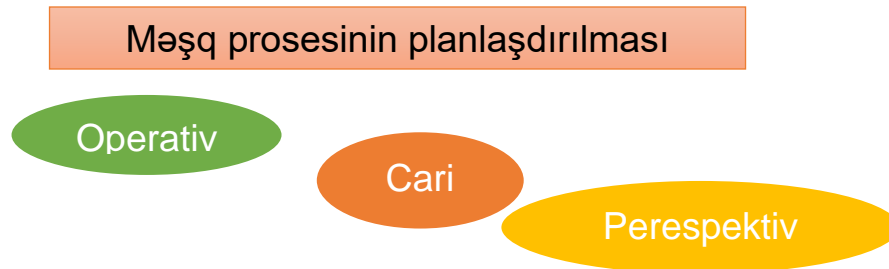 Məşq prosesinin planlaşdırılması
Operativ
Cari
Perespektiv